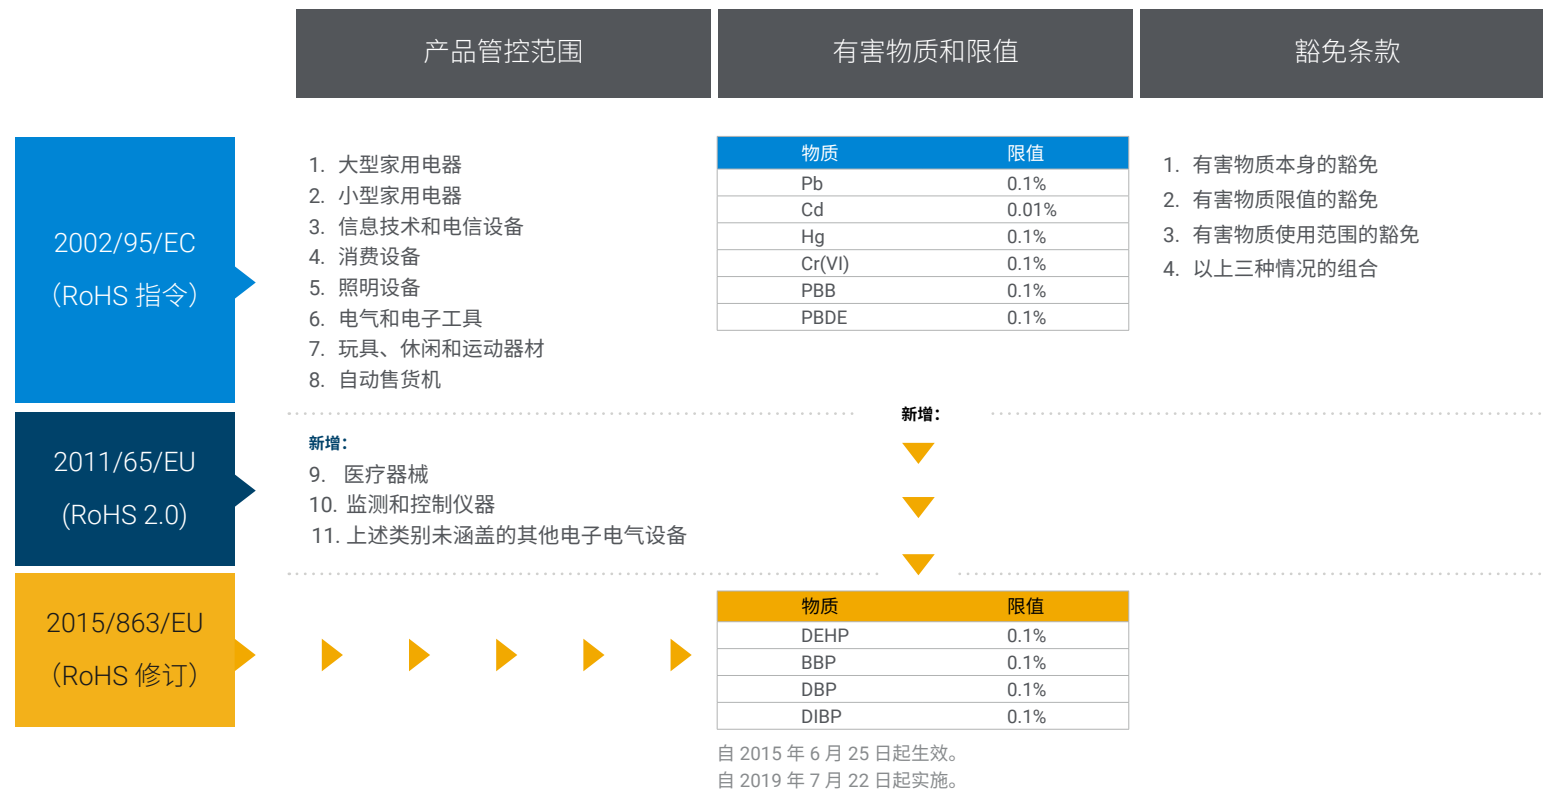 产品管控范围
有害物质和限值
豁免条款
2002/95/EC
（RoHS 指令）
1. 大型家用电器
2. 小型家用电器
3. 信息技术和电信设备
4. 消费设备
5. 照明设备
6. 电气和电子工具
7. 玩具、休闲和运动器材
8. 自动售货机
物质 限值
Pb 0.1%
Cd 0.01%
Hg 0.1%
Cr(VI) 0.1%
PBB 0.1%
PBDE 0.1%
1. 有害物质本身的豁免
2. 有害物质限值的豁免
3. 有害物质使用范围的豁免
4. 以上三种情况的组合
2011/65/EU
(RoHS 2.0)
新增：
9. 医疗器械
10. 监测和控制仪器
11. 上述类别未涵盖的其他电子电气设备
新增：
2015/863/EU
（RoHS 修订）
物质 限值
DEHP 0.1%
BBP 0.1%
DBP 0.1%
DIBP 0.1%
自 2015 年 6 月 25 日起生效。
自 2019 年 7 月 22 日起实施。